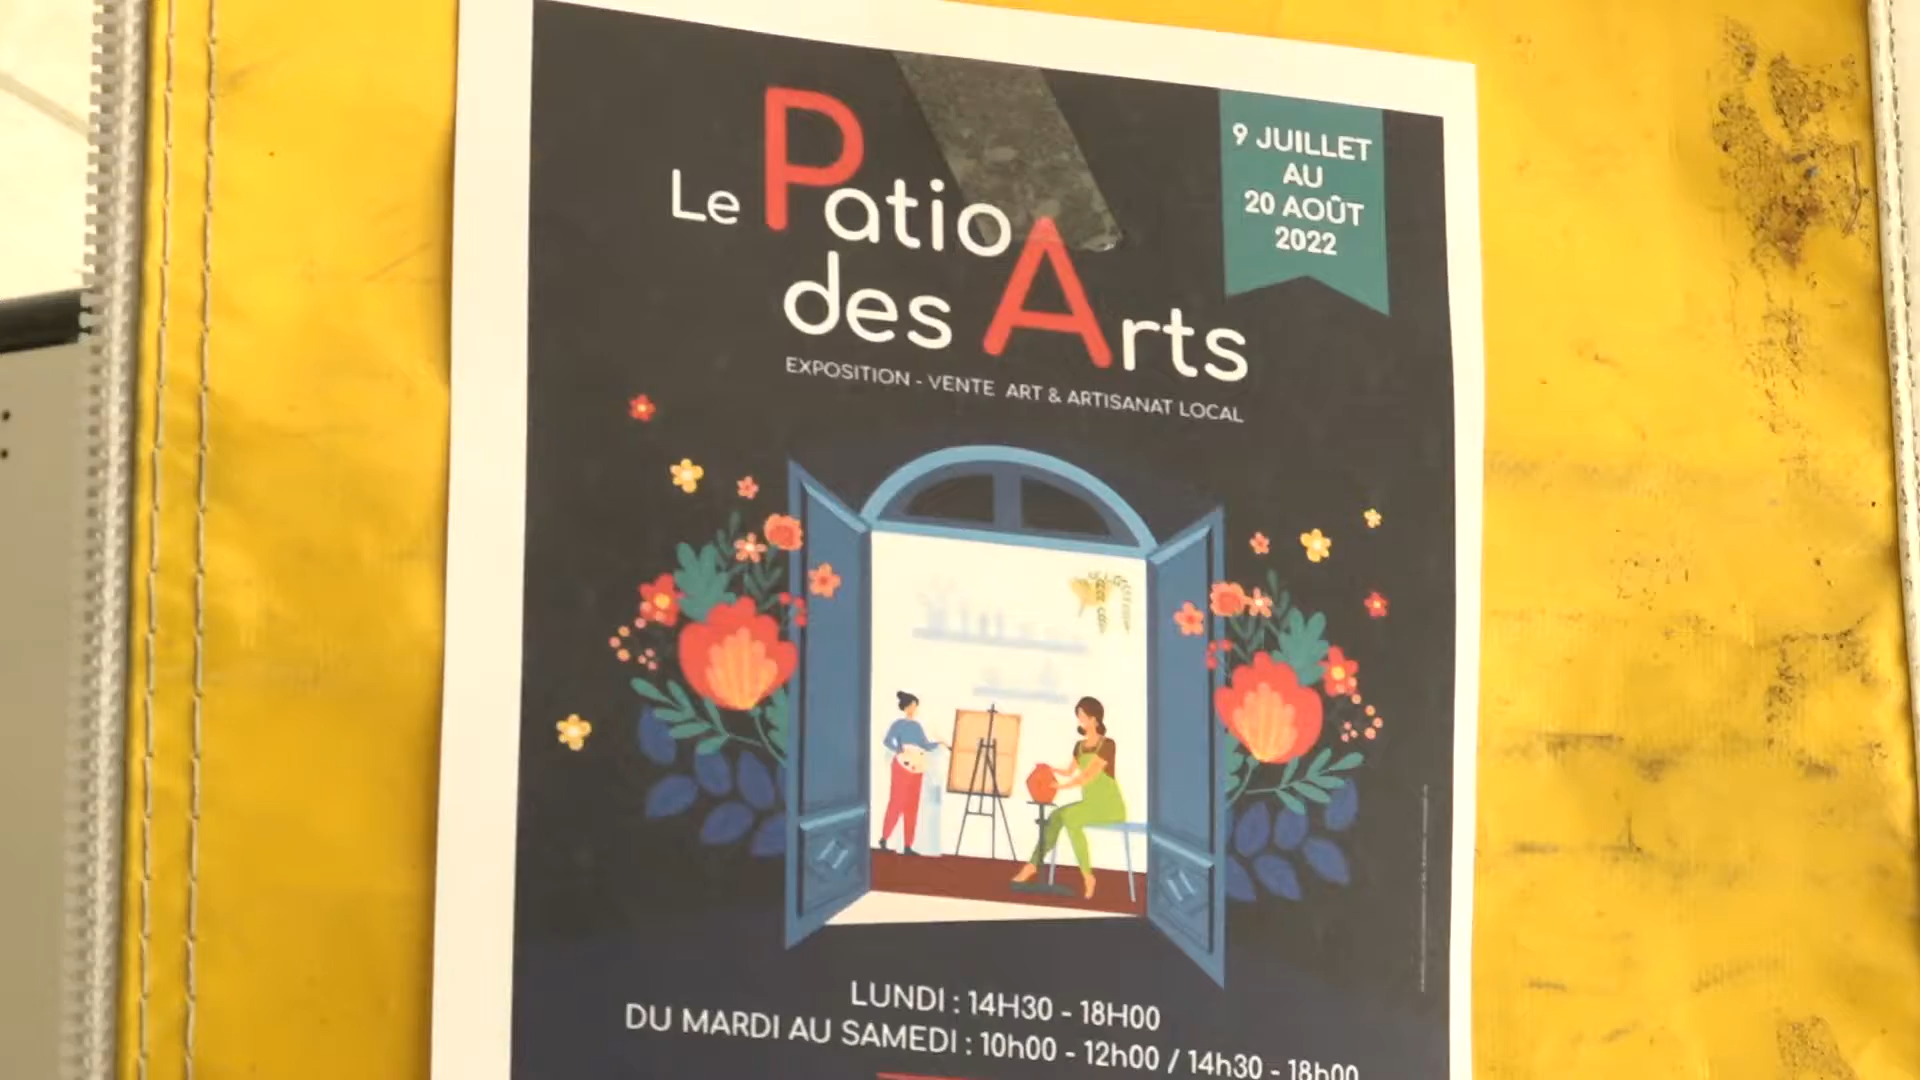 Le Patio
des Arts
EXPOSITION - VENTE ART & ARTISANAT LOCAL
9 JUILLET
AU
20 AOÛT
2022
LUNDI : 14H30 - 18H00
DU MARDI AU SAMEDI : 10h00 - 12h00 / 14h30 - 18h00